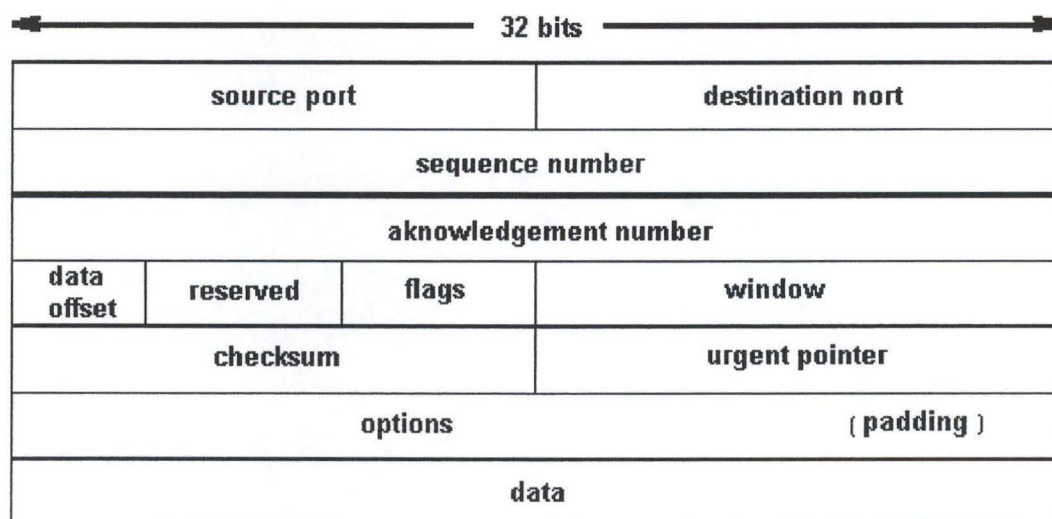 32 bits
source port destination nort
sequence number
aknowledgement number
data offset reserved flags window
checksum urgent pointer
options ( padding )
data